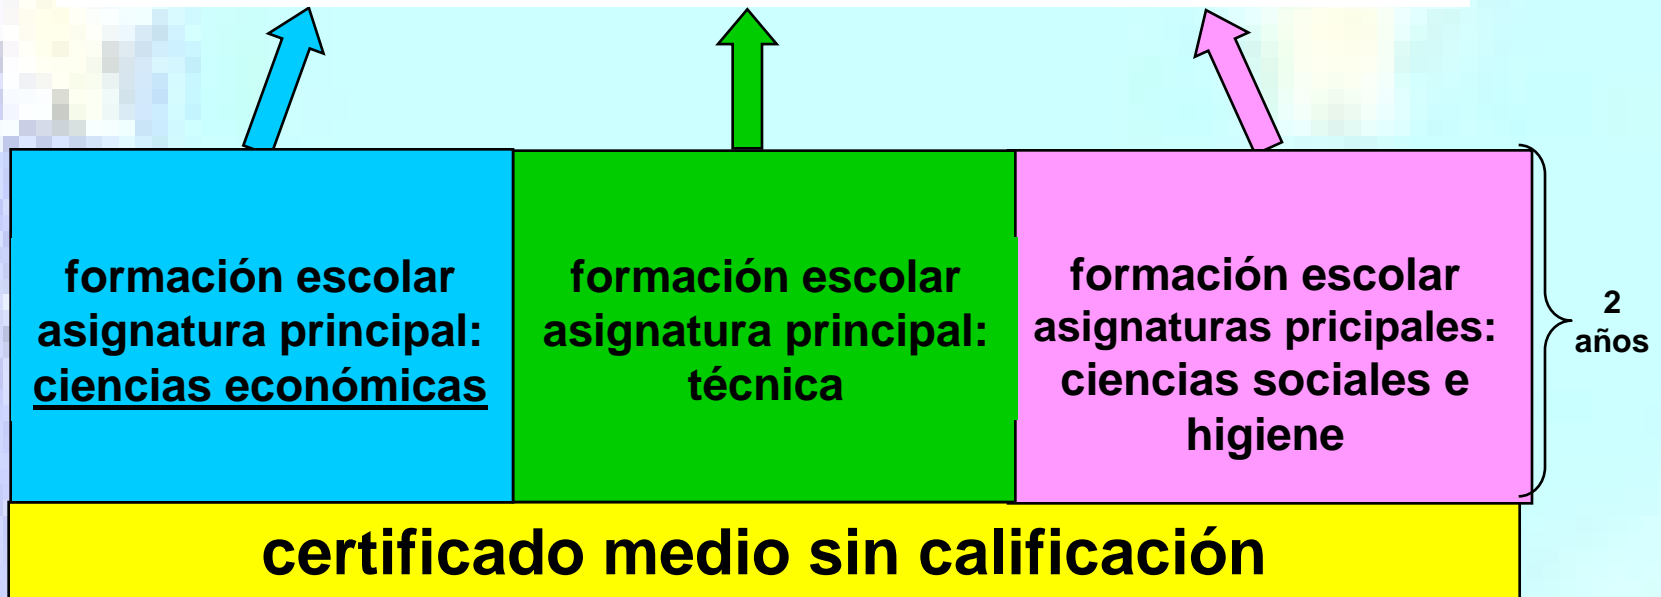 formación escolar
asignatura principal:
ciencias económicas
formación escolar
asignatura principal:
técnica
formación escolar
asignaturas pricipales:
ciencias sociales e
higiene
2
años
certificado medio sin calificación